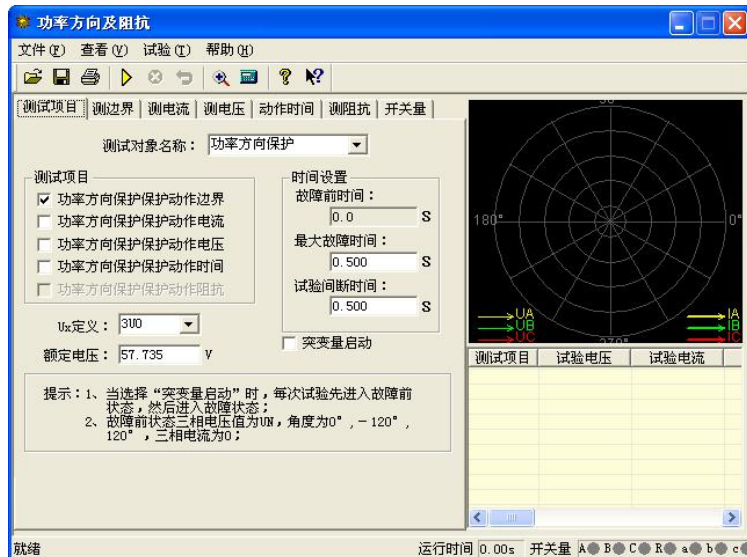 功率方向及阻抗
文件(F) 查看(V) 试验(T) 帮助(H)
测试项目 测边界 测电流 测电压 动作时间 测阻抗 开关量
测试对象名称： 功率方向保护
测试项目
功率方向保护保护动作边界
功率方向保护保护动作电流
功率方向保护保护动作电压
功率方向保护保护动作时间
功率方向保护保护动作阻抗
时间设置
故障前时间：
0.0 S
最大故障时间：
0.500 S
试验间断时间：
0.500 S
Ux定义： 3U0
突变量启动
额定电压： 57.735 V
提示：1、当选择“突变量启动”时，每次试验先进入故障前
状态，然后进入故障状态；
2、故障前状态三相电压值为UN，角度为0°，－120°，
120°，三相电流为0；
180° 0°
UA IA
UB IB
UC IC
测试项目 试验电压 试验电流
就绪 运行时间 0.00s 开关量 A B C R a b c